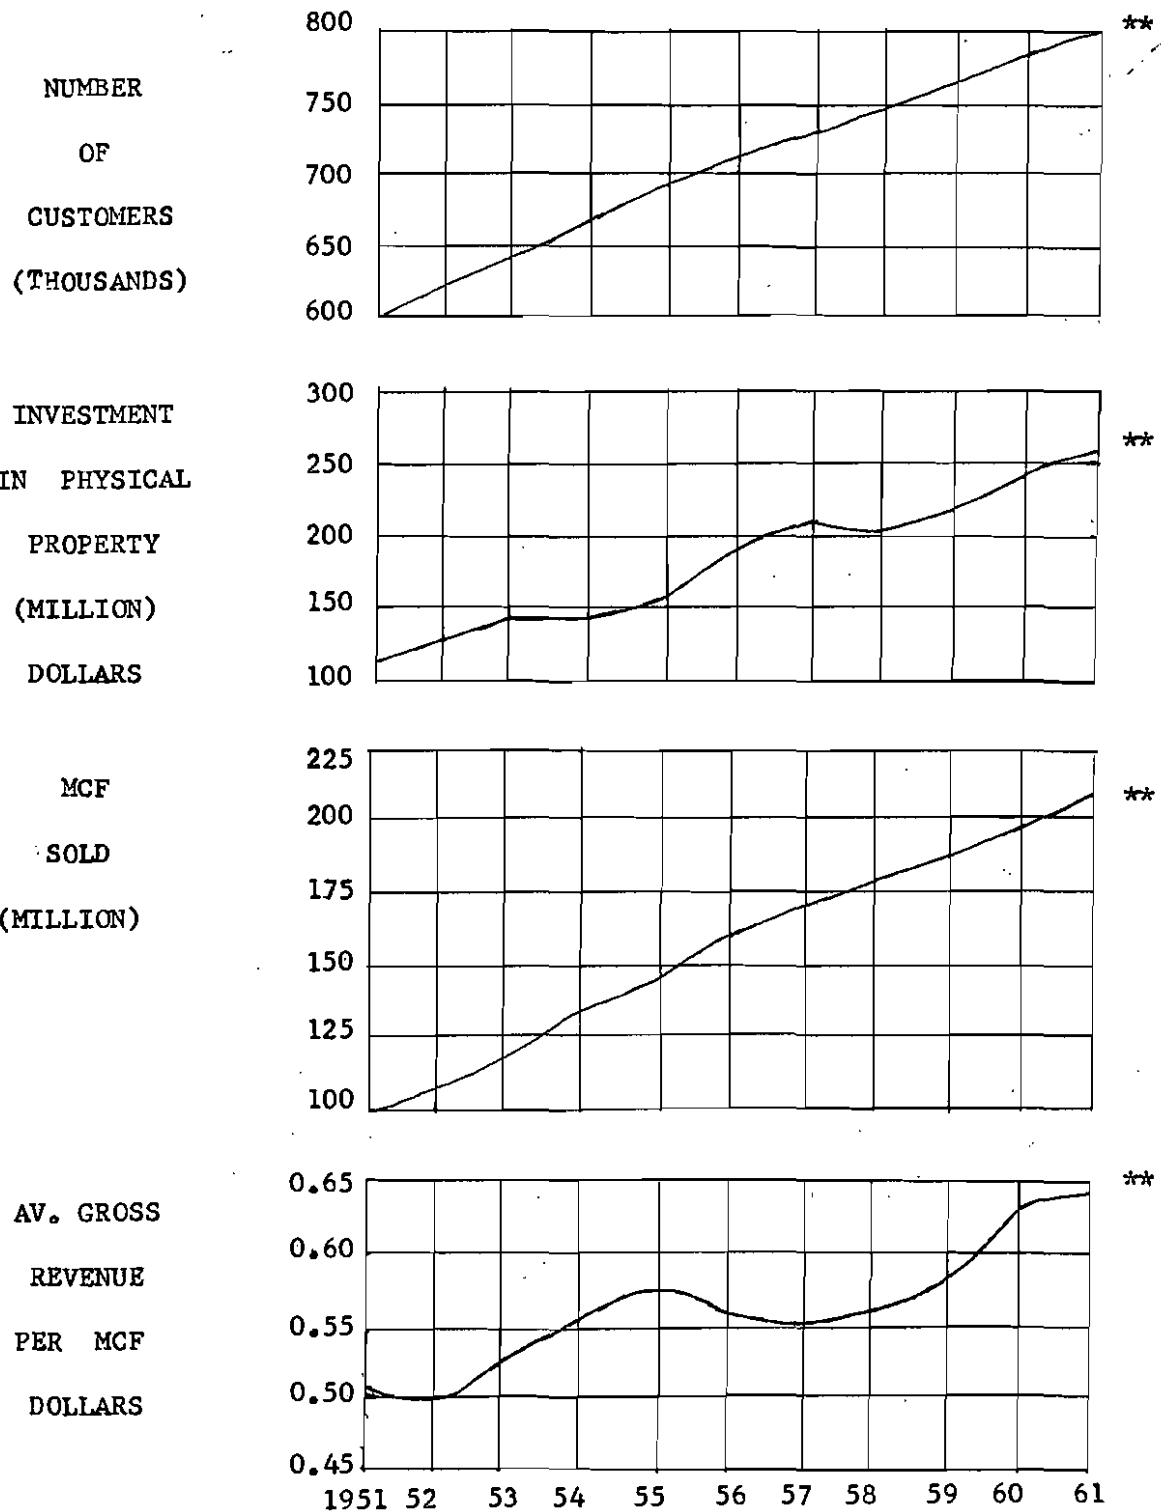 NUMBER
OF
CUSTOMERS
(THOUSANDS)
800
750
700
650
600
**
INVESTMENT
IN PHYSICAL
PROPERTY
(MILLION)
DOLLARS
300
250
200
150
100
**
MCF
SOLD
(MILLION)
225
200
175
150
125
100
**
AV. GROSS
REVENUE
PER MCF
DOLLARS
0.65
0.60
0.55
0.50
0.45
**
1951 52 53 54 55 56 57 58 59 60 61